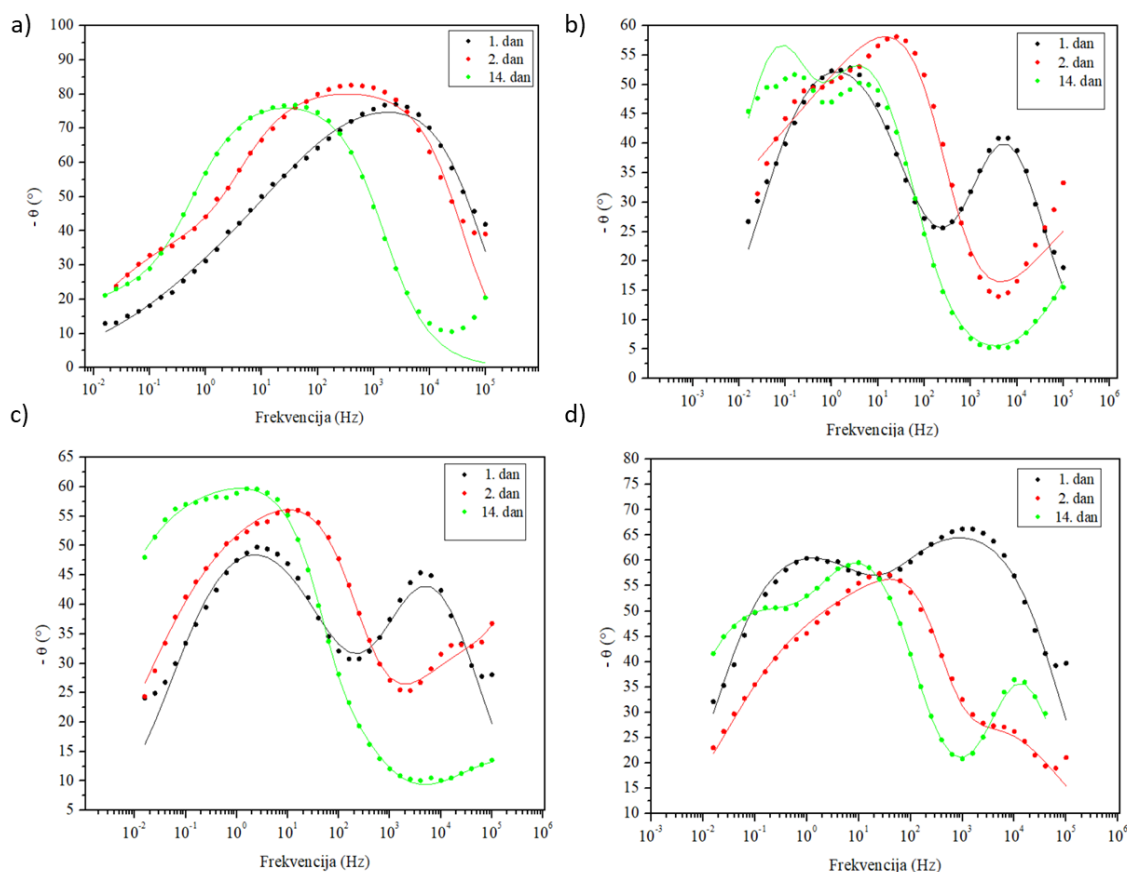 a)
- θ (°)
100
90
80
70
60
50
40
30
20
10
0
1. dan
2. dan
14. dan
10⁻² 10⁻¹ 10⁰ 10¹ 10² 10³ 10⁴ 10⁵
Frekvencija (Hz)
b)
- θ (°)
60
55
50
45
40
35
30
25
20
15
10
5
0
1. dan
2. dan
14. dan
10⁻³ 10⁻² 10⁻¹ 10⁰ 10¹ 10² 10³ 10⁴ 10⁵ 10⁶
Frekvencija (Hz)
c)
- θ (°)
65
60
55
50
45
40
35
30
25
20
15
10
5
1. dan
2. dan
14. dan
10⁻² 10⁻¹ 10⁰ 10¹ 10² 10³ 10⁴ 10⁵ 10⁶
Frekvencija (Hz)
d)
- θ (°)
80
75
70
65
60
55
50
45
40
35
30
25
20
15
10
1. dan
2. dan
14. dan
10⁻³ 10⁻² 10⁻¹ 10⁰ 10¹ 10² 10³ 10⁴ 10⁵ 10⁶
Frekvencija (Hz)